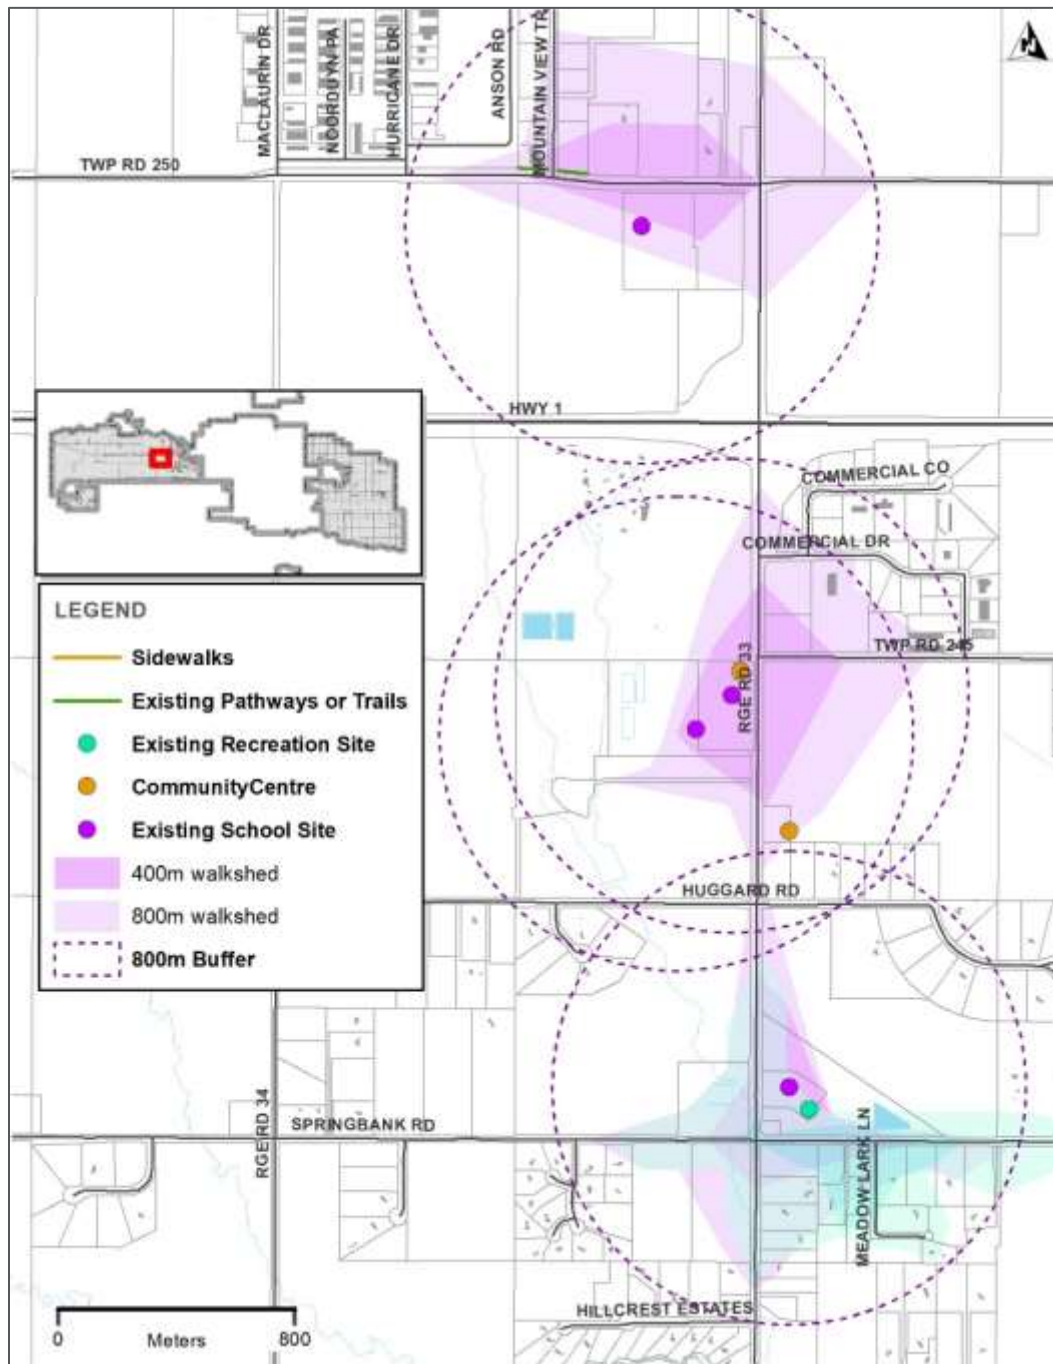 MACLAURIN DR
NOORDUYN PA
HURRICANE DR
ANSON RD
MOUNTAIN VIEW TR
TWP RD 250
HWY 1
COMMERCIAL CO
COMMERCIAL DR
TWP RD 245
RGE RD 33
LEGEND
Sidewalks
Existing Pathways or Trails
Existing Recreation Site
CommunityCentre
Existing School Site
400m walkshed
800m walkshed
800m Buffer
HUGGARD RD
RGE RD 34
SPRINGBANK RD
MEADOW LARK LN
HILLCREST ESTATES
0 Meters 800